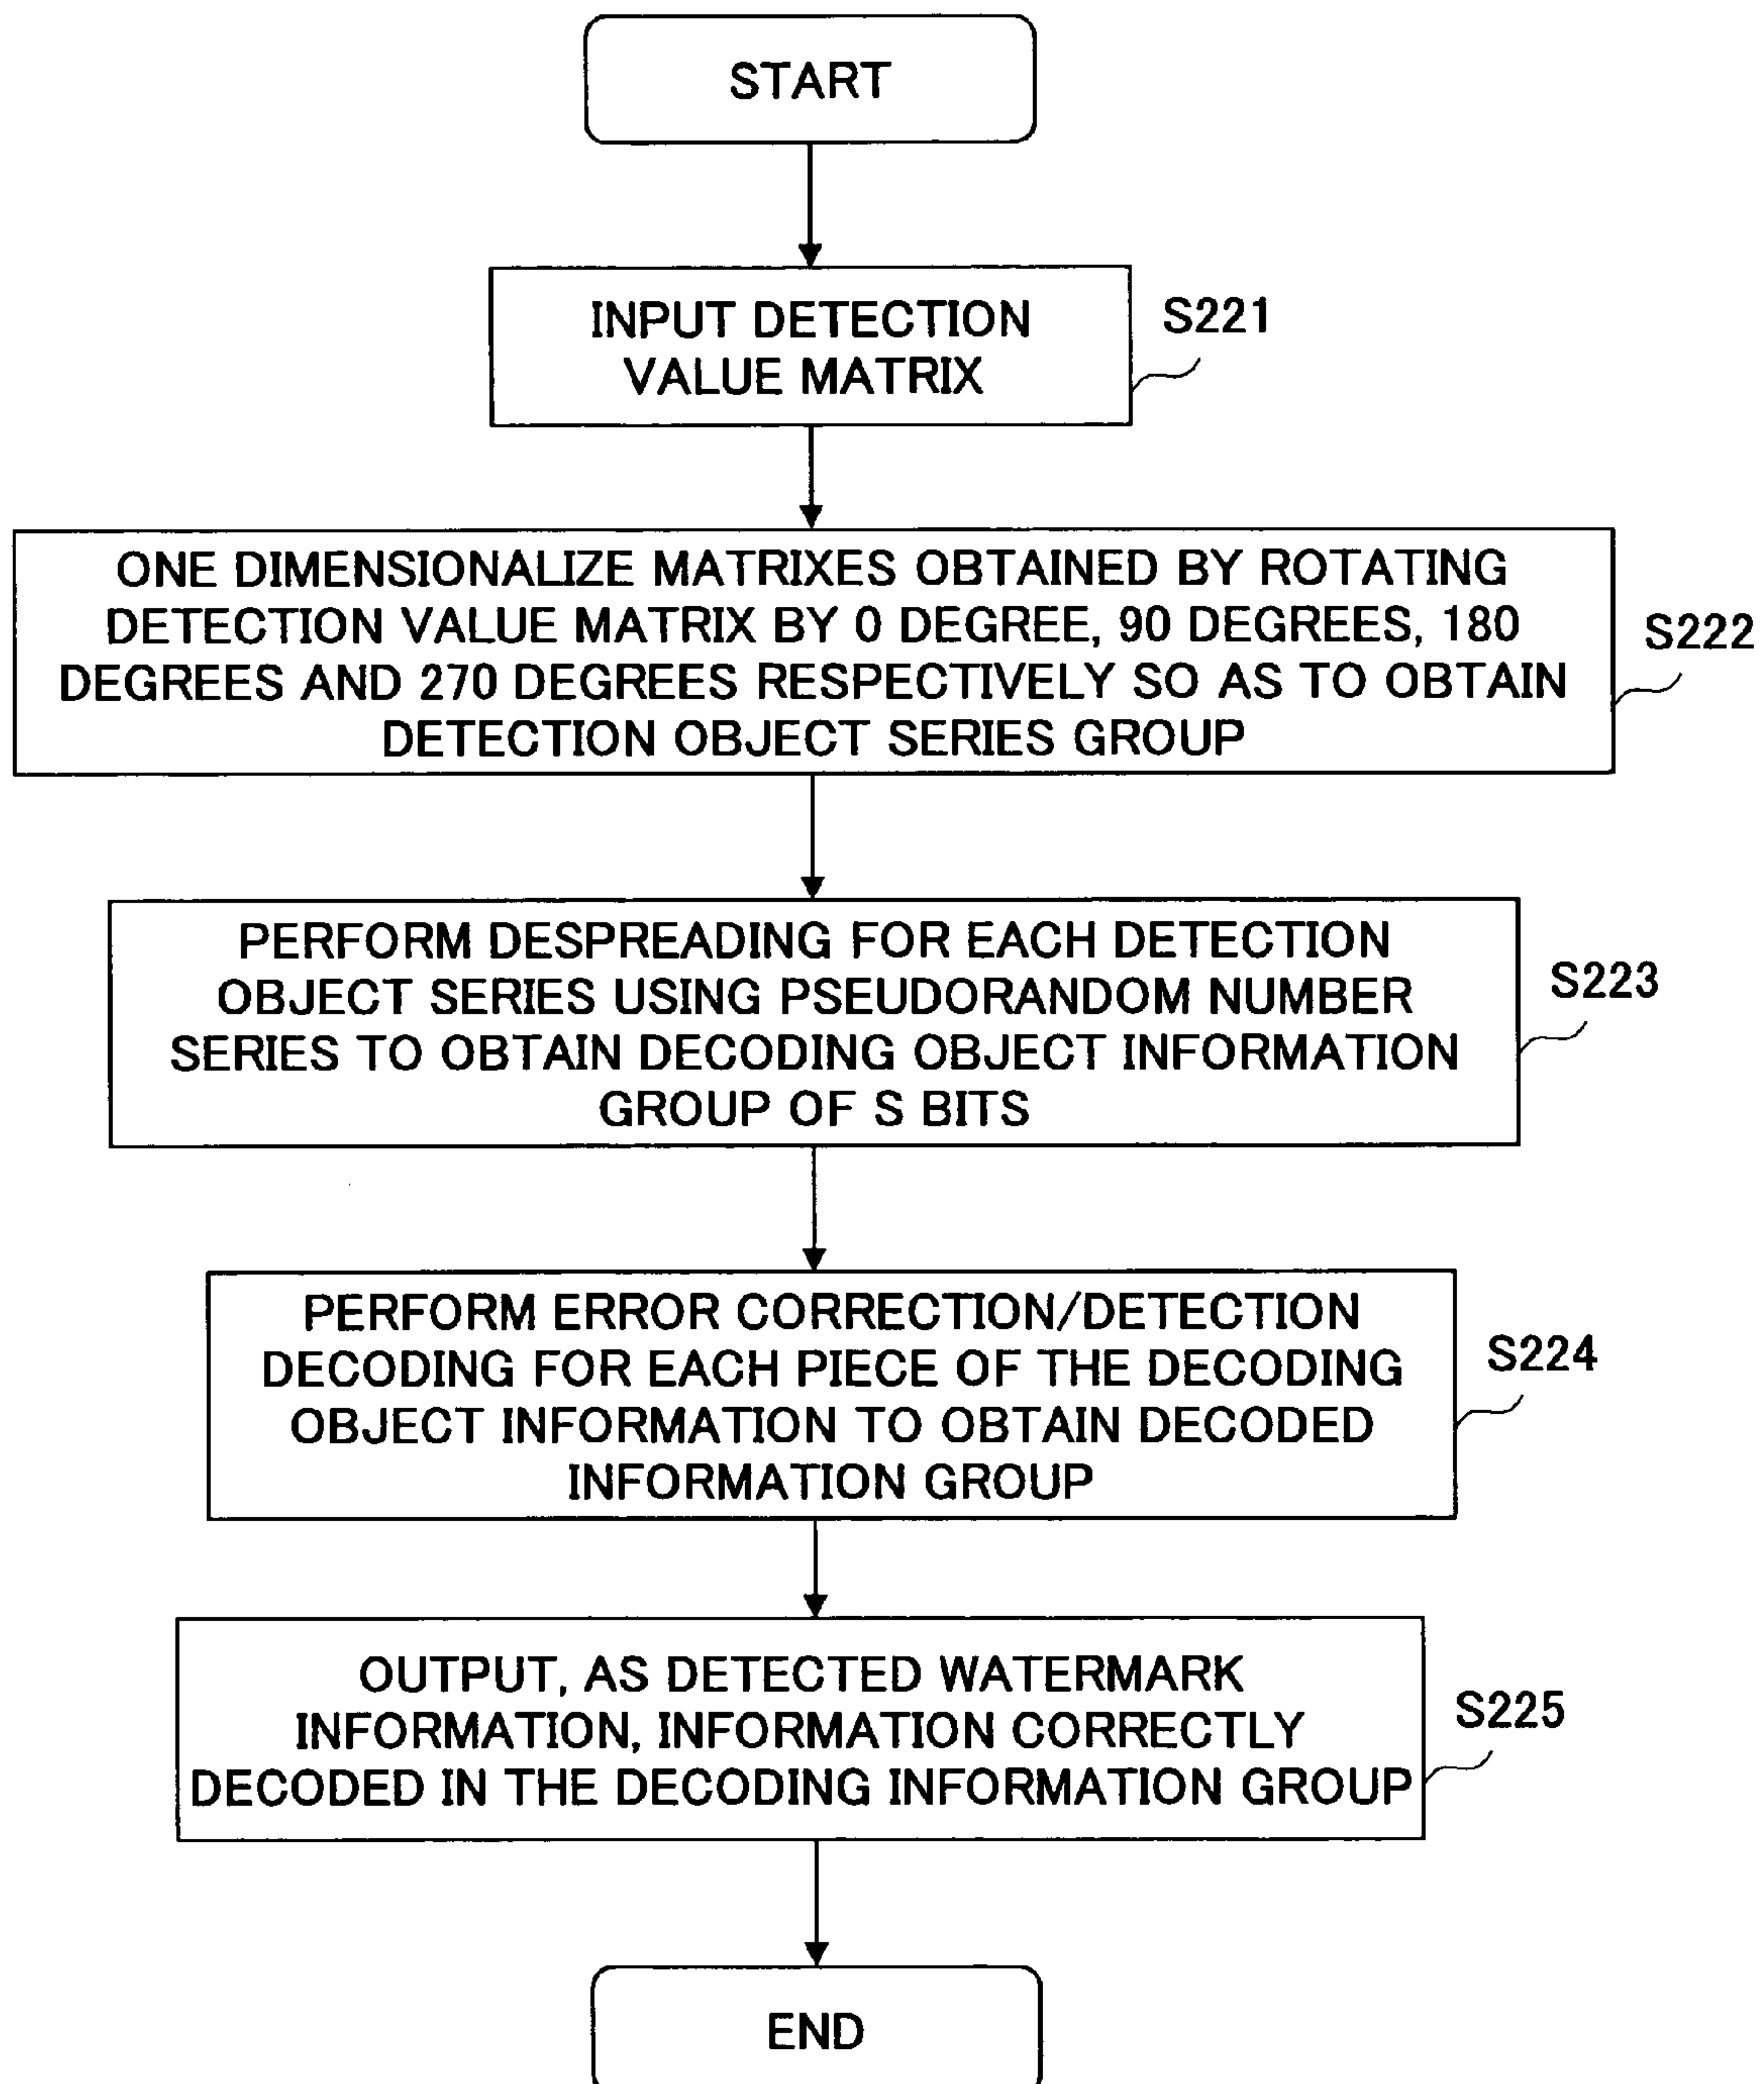 START
INPUT DETECTION
VALUE MATRIX
S221
ONE DIMENSIONALIZE MATRIXES OBTAINED BY ROTATING
DETECTION VALUE MATRIX BY 0 DEGREE, 90 DEGREES, 180
DEGREES AND 270 DEGREES RESPECTIVELY SO AS TO OBTAIN
DETECTION OBJECT SERIES GROUP
S222
PERFORM DESPREADING FOR EACH DETECTION
OBJECT SERIES USING PSEUDORANDOM NUMBER
SERIES TO OBTAIN DECODING OBJECT INFORMATION
GROUP OF S BITS
S223
PERFORM ERROR CORRECTION/DETECTION
DECODING FOR EACH PIECE OF THE DECODING
OBJECT INFORMATION TO OBTAIN DECODED
INFORMATION GROUP
S224
OUTPUT, AS DETECTED WATERMARK
INFORMATION, INFORMATION CORRECTLY
DECODED IN THE DECODING INFORMATION GROUP
S225
END